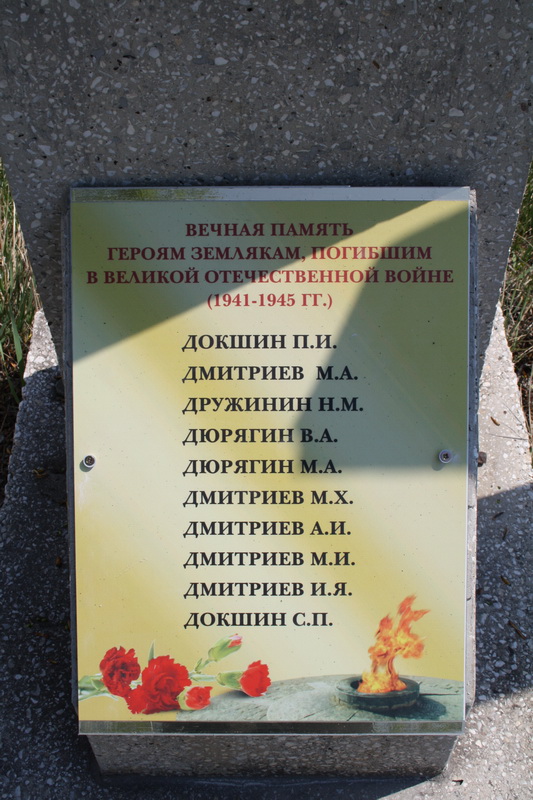 ВЕЧНАЯ ПАМЯТЬ
ГЕРОЯМ ЗЕМЛЯКАМ, ПОГИБШИМ
В ВЕЛИКОЙ ОТЕЧЕСТВЕННОЙ ВОЙНЕ
(1941-1945 ГГ.)
ДОКШИН П.И.
ДМИТРИЕВ М.А.
ДРУЖИНИН Н.М.
ДЮРЯГИН В.А.
ДЮРЯГИН М.А.
ДМИТРИЕВ М.Х.
ДМИТРИЕВ А.И.
ДМИТРИЕВ М.И.
ДМИТРИЕВ И.Я.
ДОКШИН С.П.